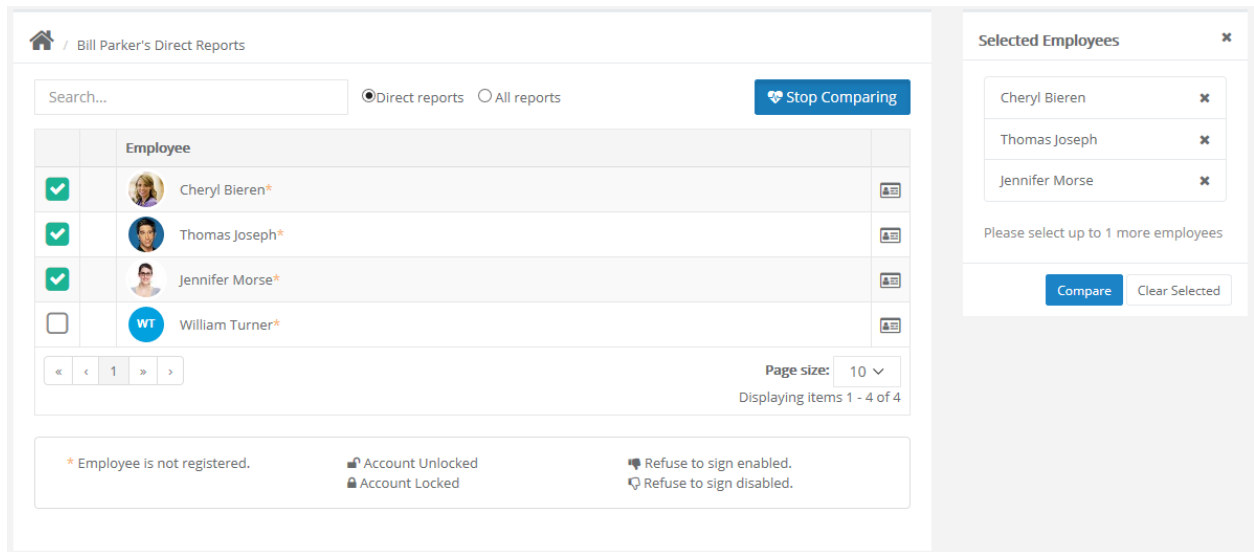 / Bill Parker's Direct Reports
Search...
Direct reports
All reports
Stop Comparing
Employee
Cheryl Bieren*
Thomas Joseph*
Jennifer Morse*
WT
William Turner*
« ‹ 1 » ›
Page size: 10
Displaying items 1 - 4 of 4
* Employee is not registered.
Account Unlocked
Account Locked
Refuse to sign enabled.
Refuse to sign disabled.
Selected Employees
Cheryl Bieren
Thomas Joseph
Jennifer Morse
Please select up to 1 more employees
Compare
Clear Selected